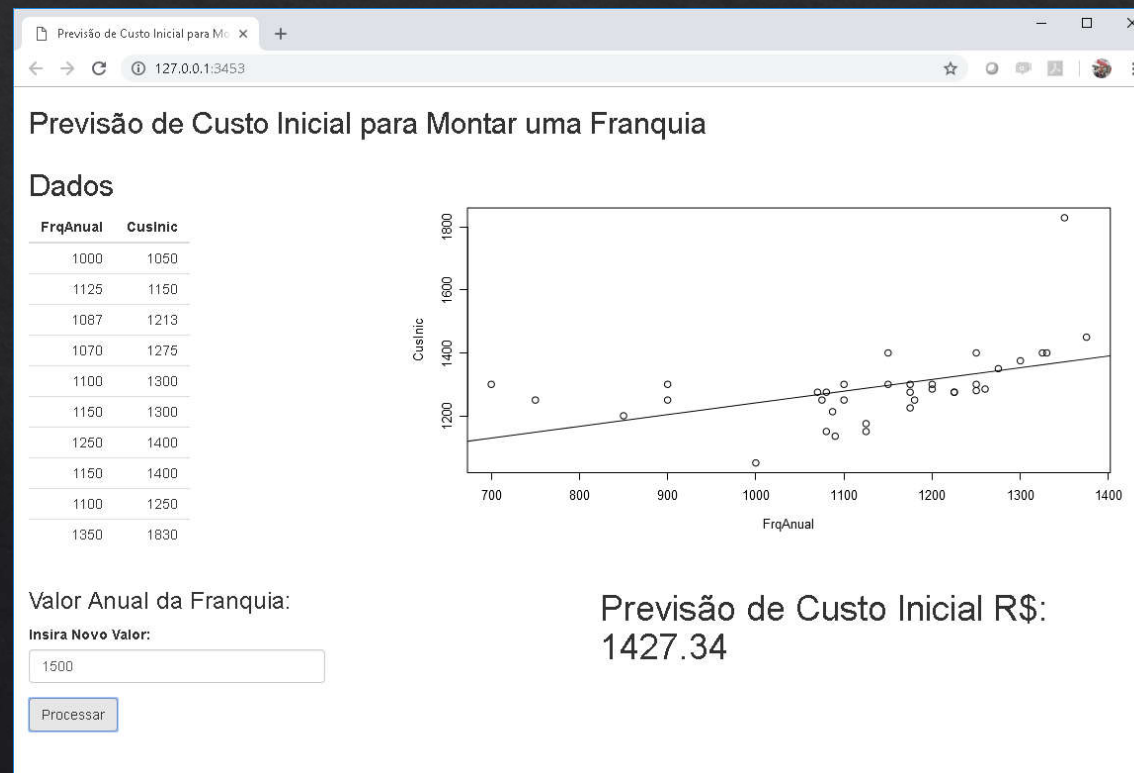 Previsão de Custo Inicial para Mo
127.0.0.1:3453
Previsão de Custo Inicial para Montar uma Franquia
Dados
FrqAnual CusInic
1000 1050
1125 1150
1087 1213
1070 1275
1100 1300
1150 1300
1250 1400
1150 1400
1100 1250
1350 1830
CusInic
1800
1600
1400
1200
700 800 900 1000 1100 1200 1300 1400
FrqAnual
Valor Anual da Franquia:
Insira Novo Valor:
1500
Processar
Previsão de Custo Inicial R$:
1427.34